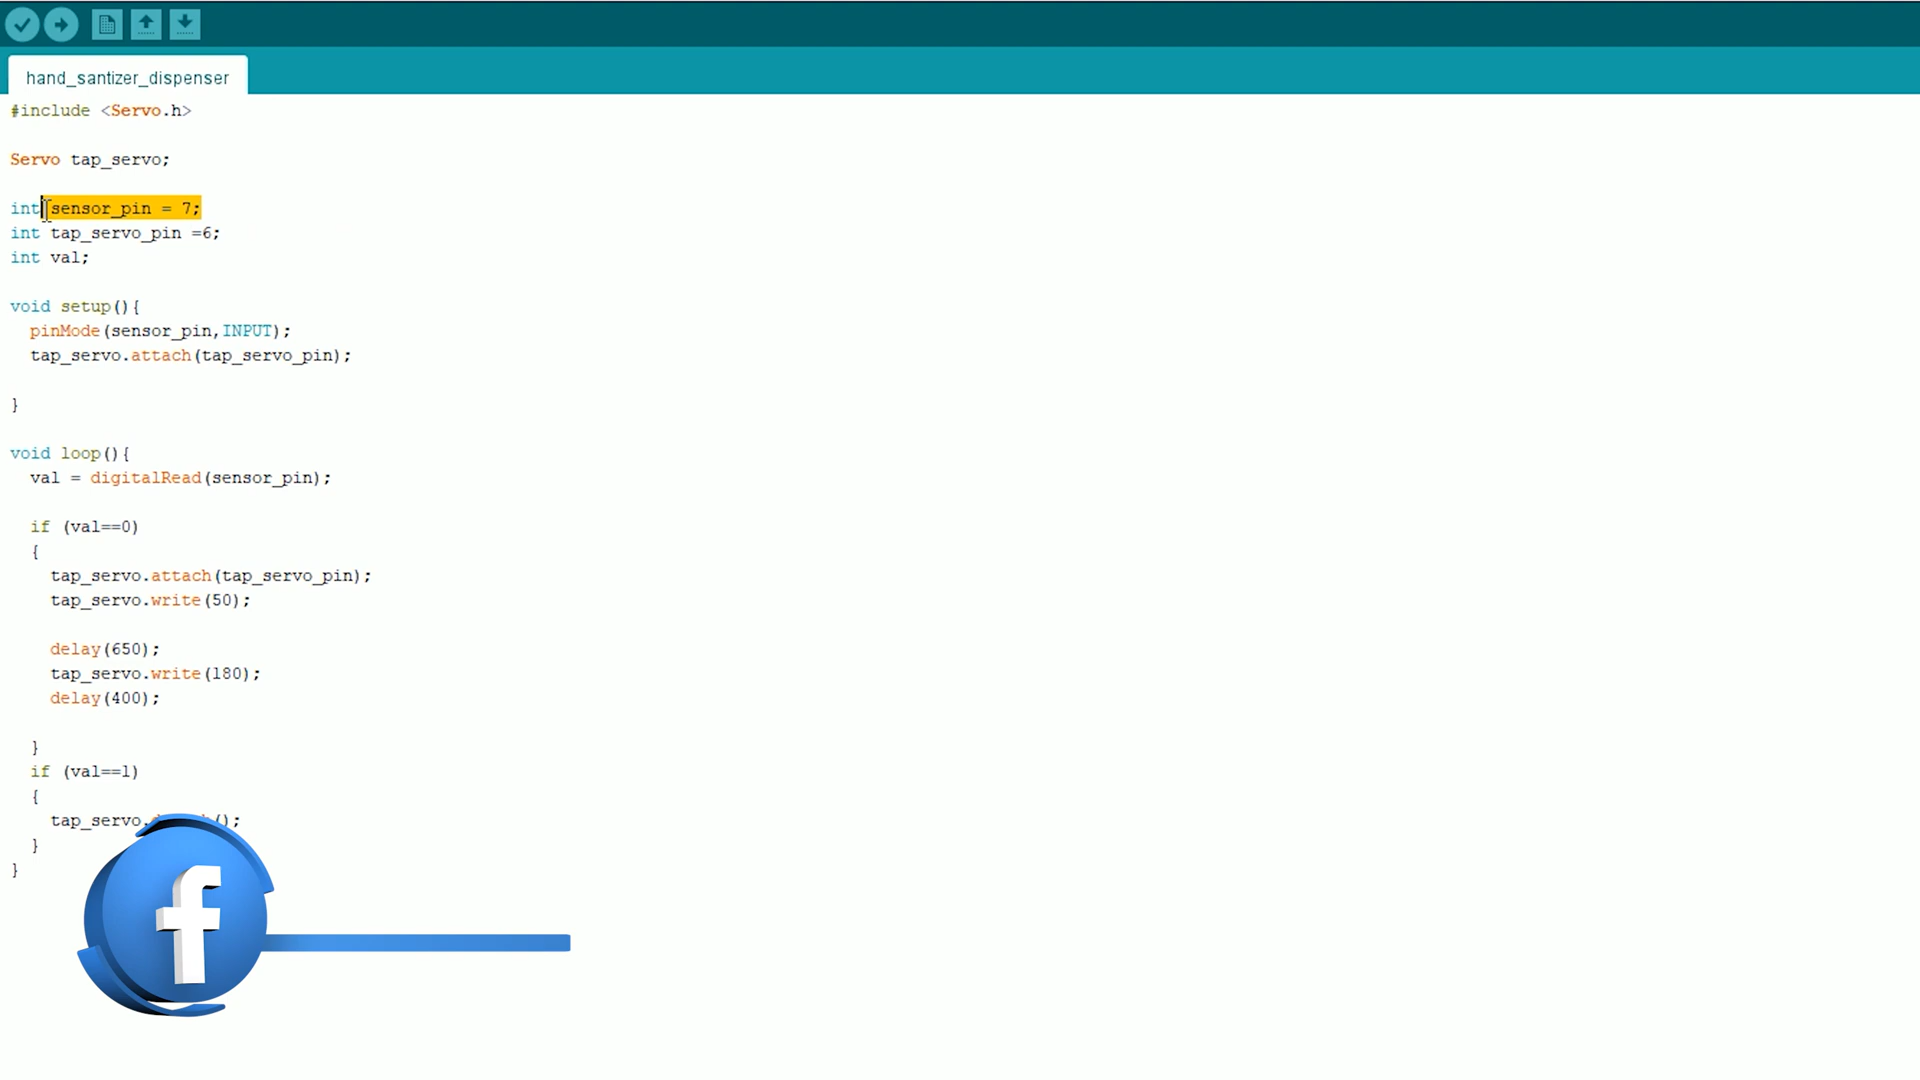 hand_santizer_dispenser
#include <Servo.h>
Servo tap_servo;
int sensor_pin = 7;
int tap_servo_pin =6;
int val;
void setup(){
pinMode(sensor_pin,INPUT);
tap_servo.attach(tap_servo_pin);
}
void loop(){
val = digitalRead(sensor_pin);
if (val==0)
{
tap_servo.attach(tap_servo_pin);
tap_servo.write(50);
delay(650);
tap_servo.write(180);
delay(400);
}
if (val==1)
{
tap_servo. ();
}
}
f